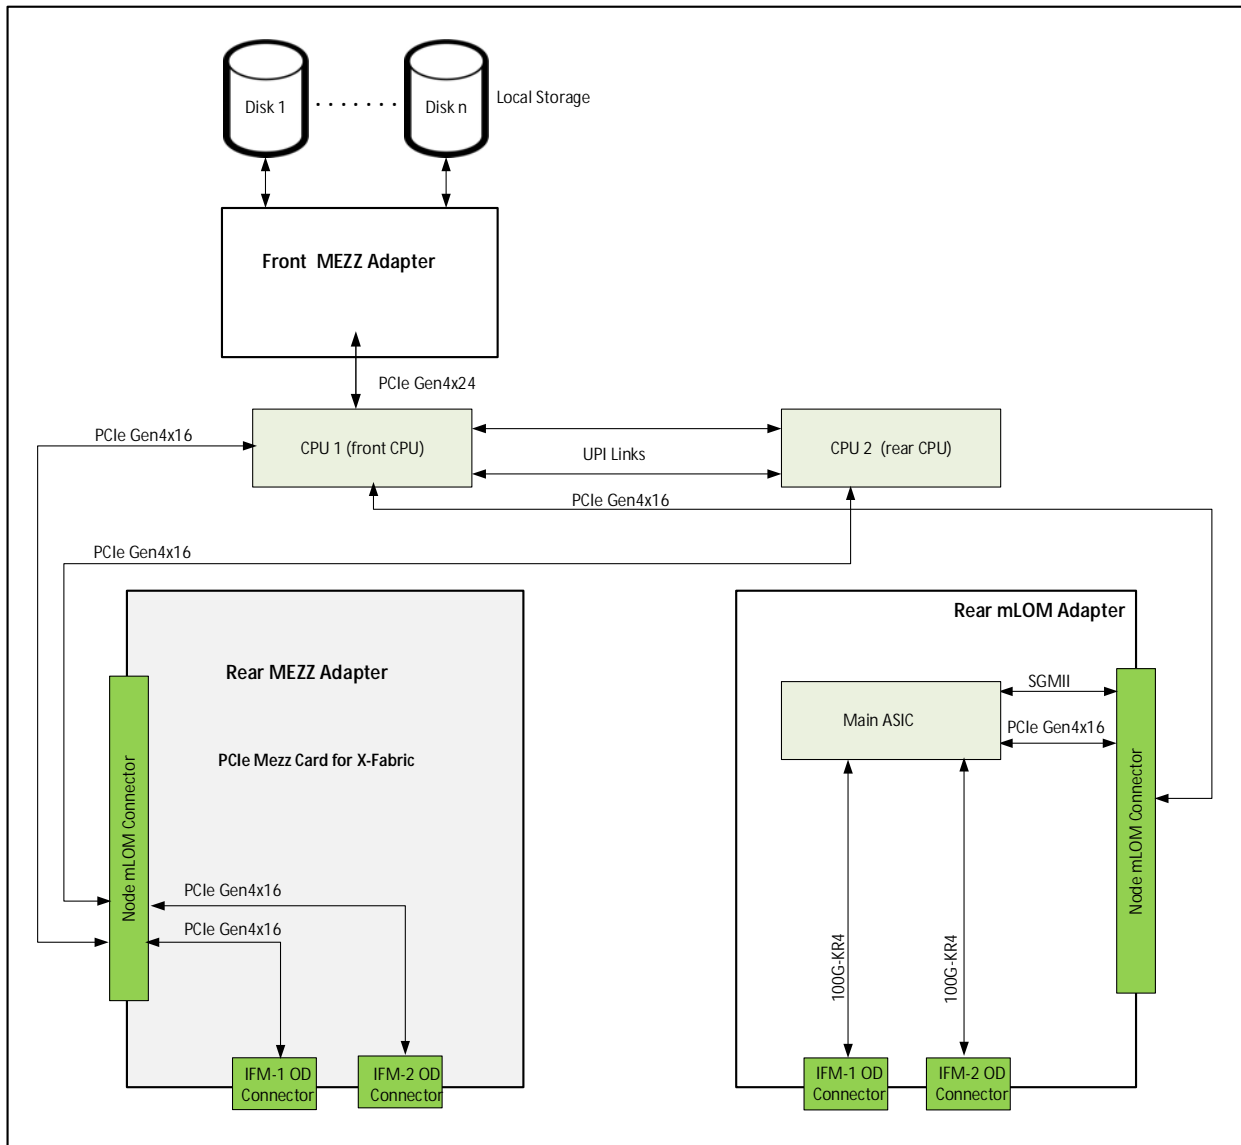 Disk 1
. . . . . . . .
Disk n
Local Storage
Front MEZZ Adapter
PCIe Gen4x24
PCIe Gen4x16
CPU 1 (front CPU)
UPI Links
CPU 2 (rear CPU)
PCIe Gen4x16
PCIe Gen4x16
Rear MEZZ Adapter
PCIe Mezz Card for X-Fabric
Node mLOM Connector
PCIe Gen4x16
PCIe Gen4x16
IFM-1 OD
Connector
IFM-2 OD
Connector
Rear mLOM Adapter
Main ASIC
SGMII
PCIe Gen4x16
Node mLOM Connector
100G-KR4
100G-KR4
IFM-1 OD
Connector
IFM-2 OD
Connector